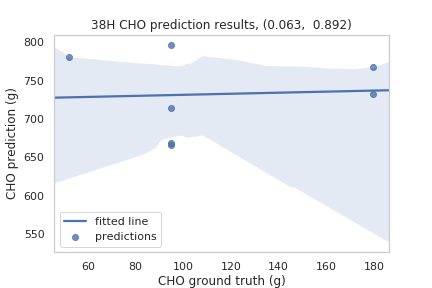 38H CHO prediction results, (0.063,  0.892)
CHO prediction (g)
800
750
700
650
600
550
fitted line
predictions
60 80 100 120 140 160 180
CHO ground truth (g)